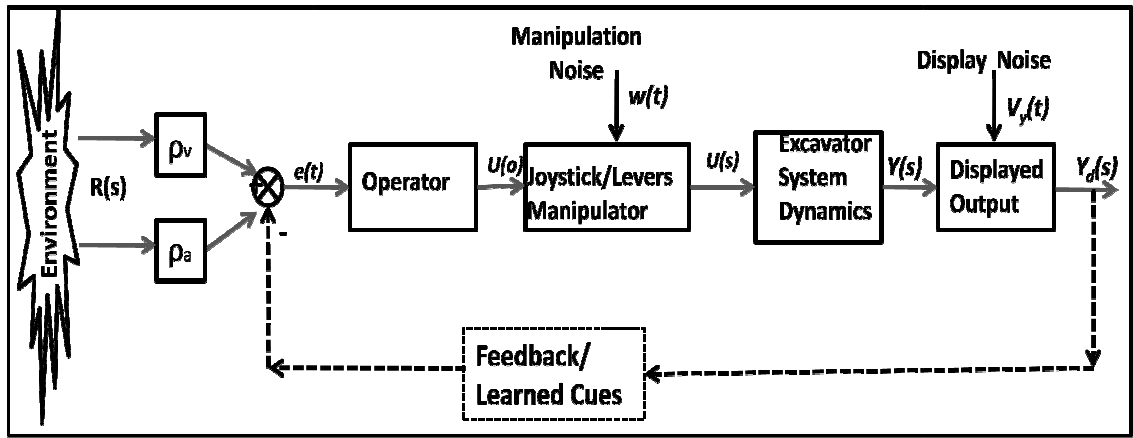 Environment
R(s)
ρv
ρa
e(t)
-
Operator
U(o)
Manipulation
Noise
w(t)
Joystick/Levers
Manipulator
U(s)
Excavator
System
Dynamics
Y(s)
Display Noise
Vy(t)
Displayed
Output
Yd(s)
Feedback/
Learned Cues